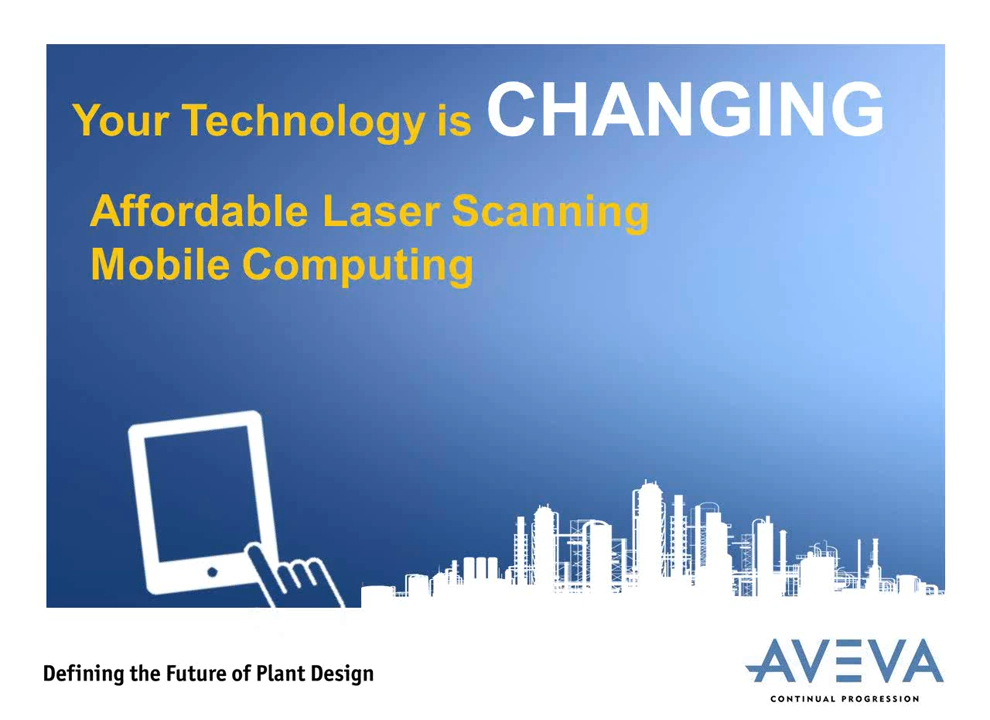 Your Technology is CHANGING
Affordable Laser Scanning
Mobile Computing
Defining the Future of Plant Design
AVEVA
CONTINUAL PROGRESSION